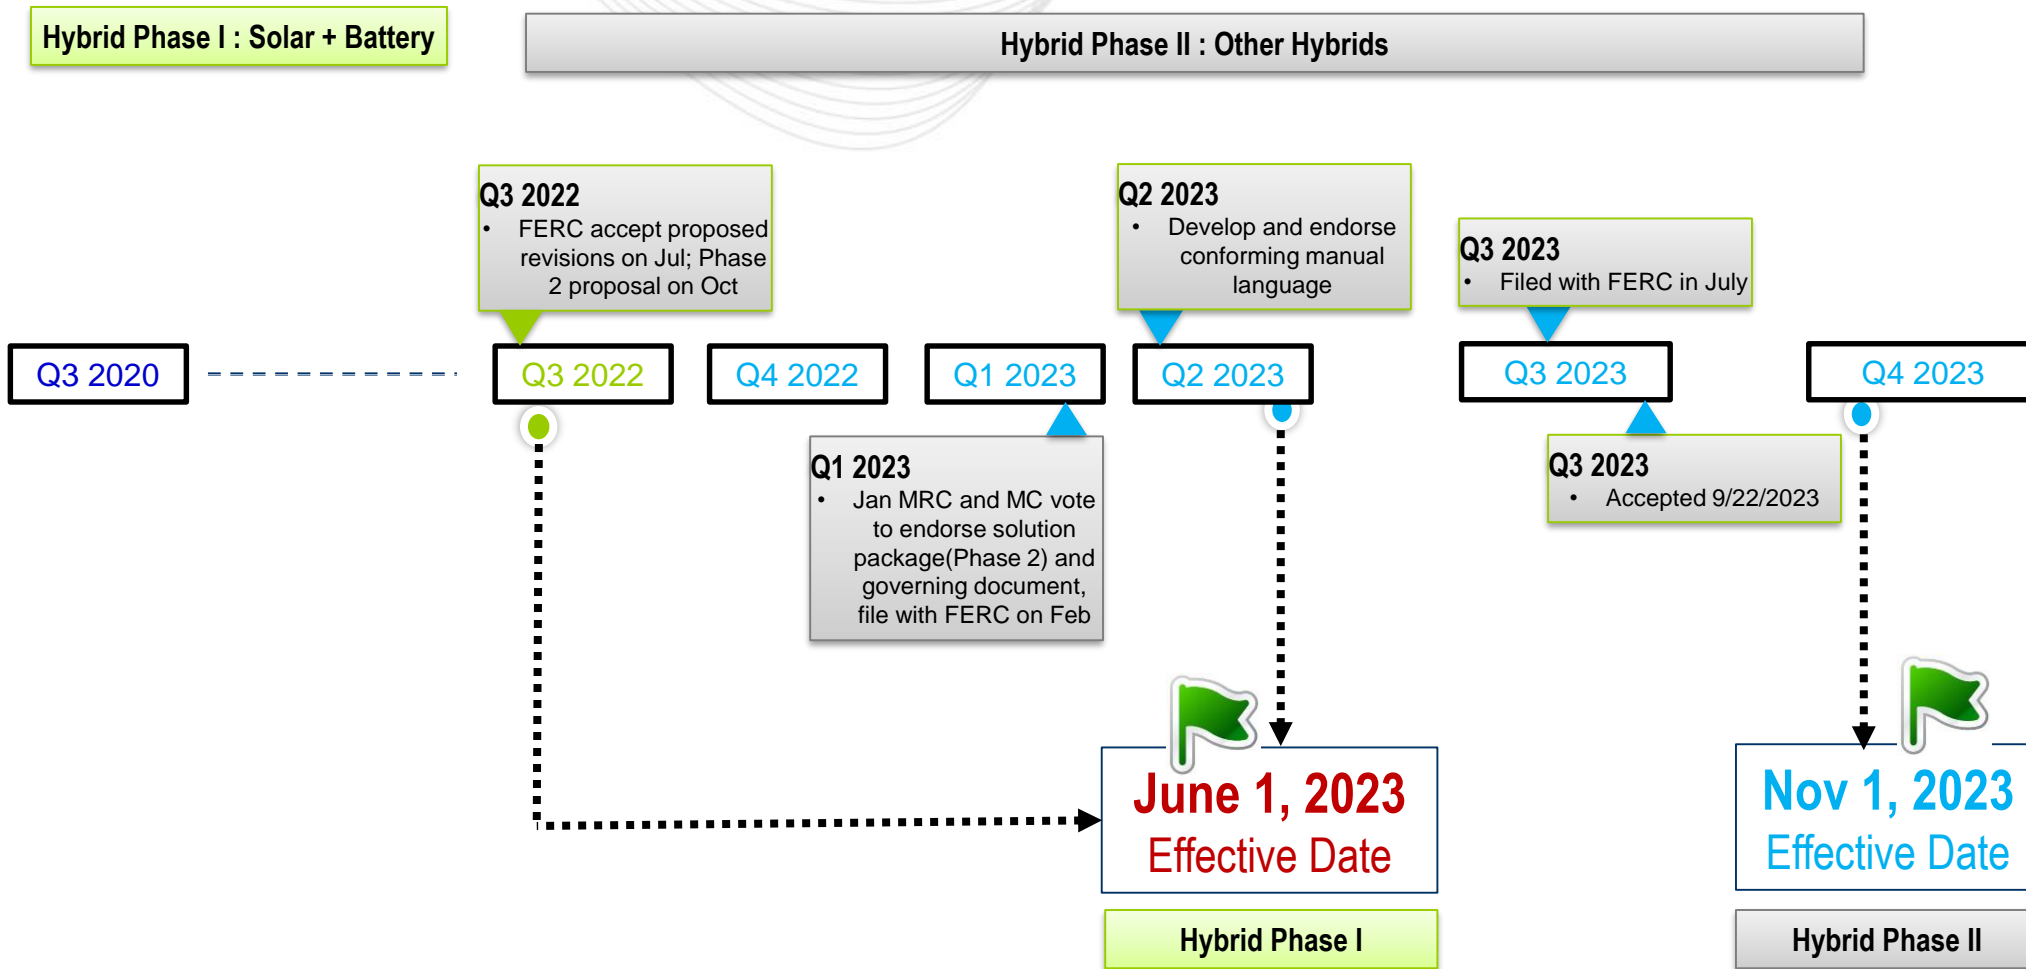 Hybrid Phase I : Solar + Battery
Hybrid Phase II : Other Hybrids
Q3 2022
• FERC accept proposed
revisions on Jul; Phase
2 proposal on Oct
Q2 2023
• Develop and endorse
conforming manual
language
Q3 2023
• Filed with FERC in July
Q3 2020
Q3 2022
Q4 2022
Q1 2023
Q2 2023
Q3 2023
Q4 2023
Q1 2023
• Jan MRC and MC vote
to endorse solution
package(Phase 2) and
governing document,
file with FERC on Feb
Q3 2023
• Accepted 9/22/2023
June 1, 2023
Effective Date
Nov 1, 2023
Effective Date
Hybrid Phase I
Hybrid Phase II